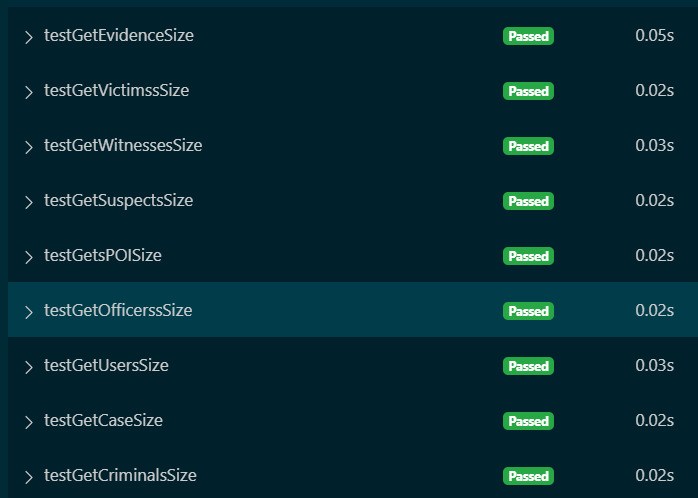 testGetEvidenceSize Passed 0.05s
testGetVictimssSize Passed 0.02s
testGetWitnessesSize Passed 0.03s
testGetSuspectsSize Passed 0.02s
testGetsPOISize Passed 0.02s
testGetOfficerssSize Passed 0.02s
testGetUsersSize Passed 0.03s
testGetCaseSize Passed 0.02s
testGetCriminalsSize Passed 0.02s